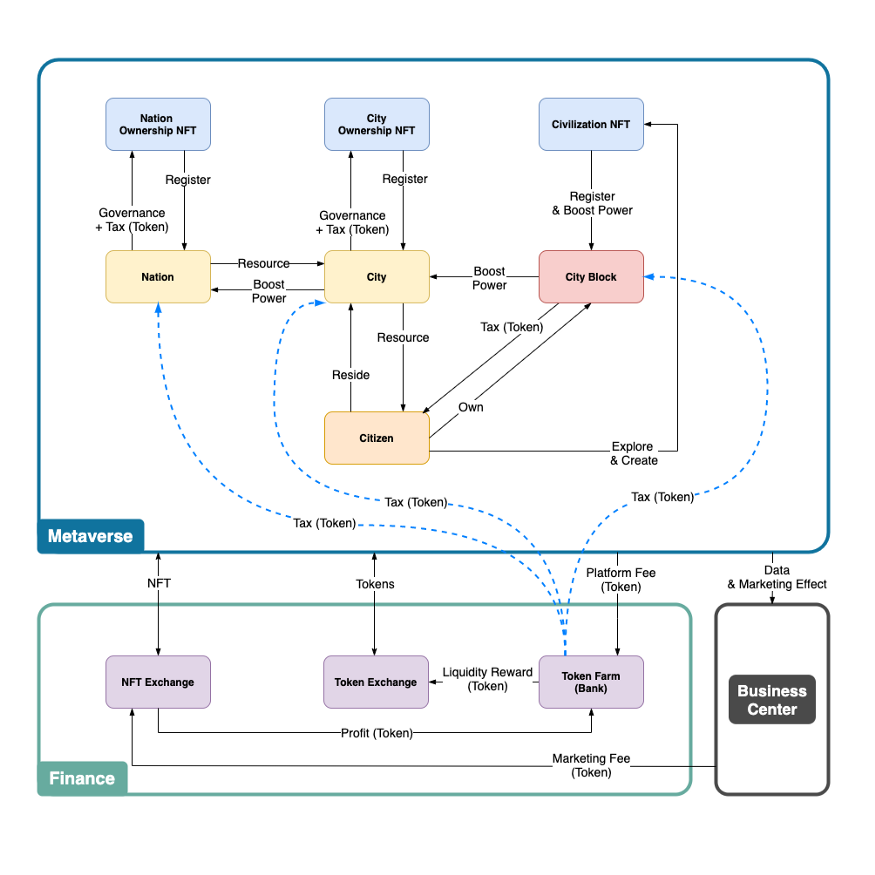 Nation
Ownership NFT
City
Ownership NFT
Civilization NFT
Register
Register
Register
& Boost Power
Governance
+ Tax (Token)
Governance
+ Tax (Token)
Nation
Resource
Boost
Power
City
Boost
Power
City Block
Tax (Token)
Resource
Reside
Own
Citizen
Explore
& Create
Tax (Token)
Tax (Token)
Tax (Token)
Metaverse
NFT
Tokens
Platform Fee
(Token)
Data
& Marketing Effect
NFT Exchange
Token Exchange
Liquidity Reward
(Token)
Token Farm
(Bank)
Business
Center
Profit (Token)
Marketing Fee
(Token)
Finance